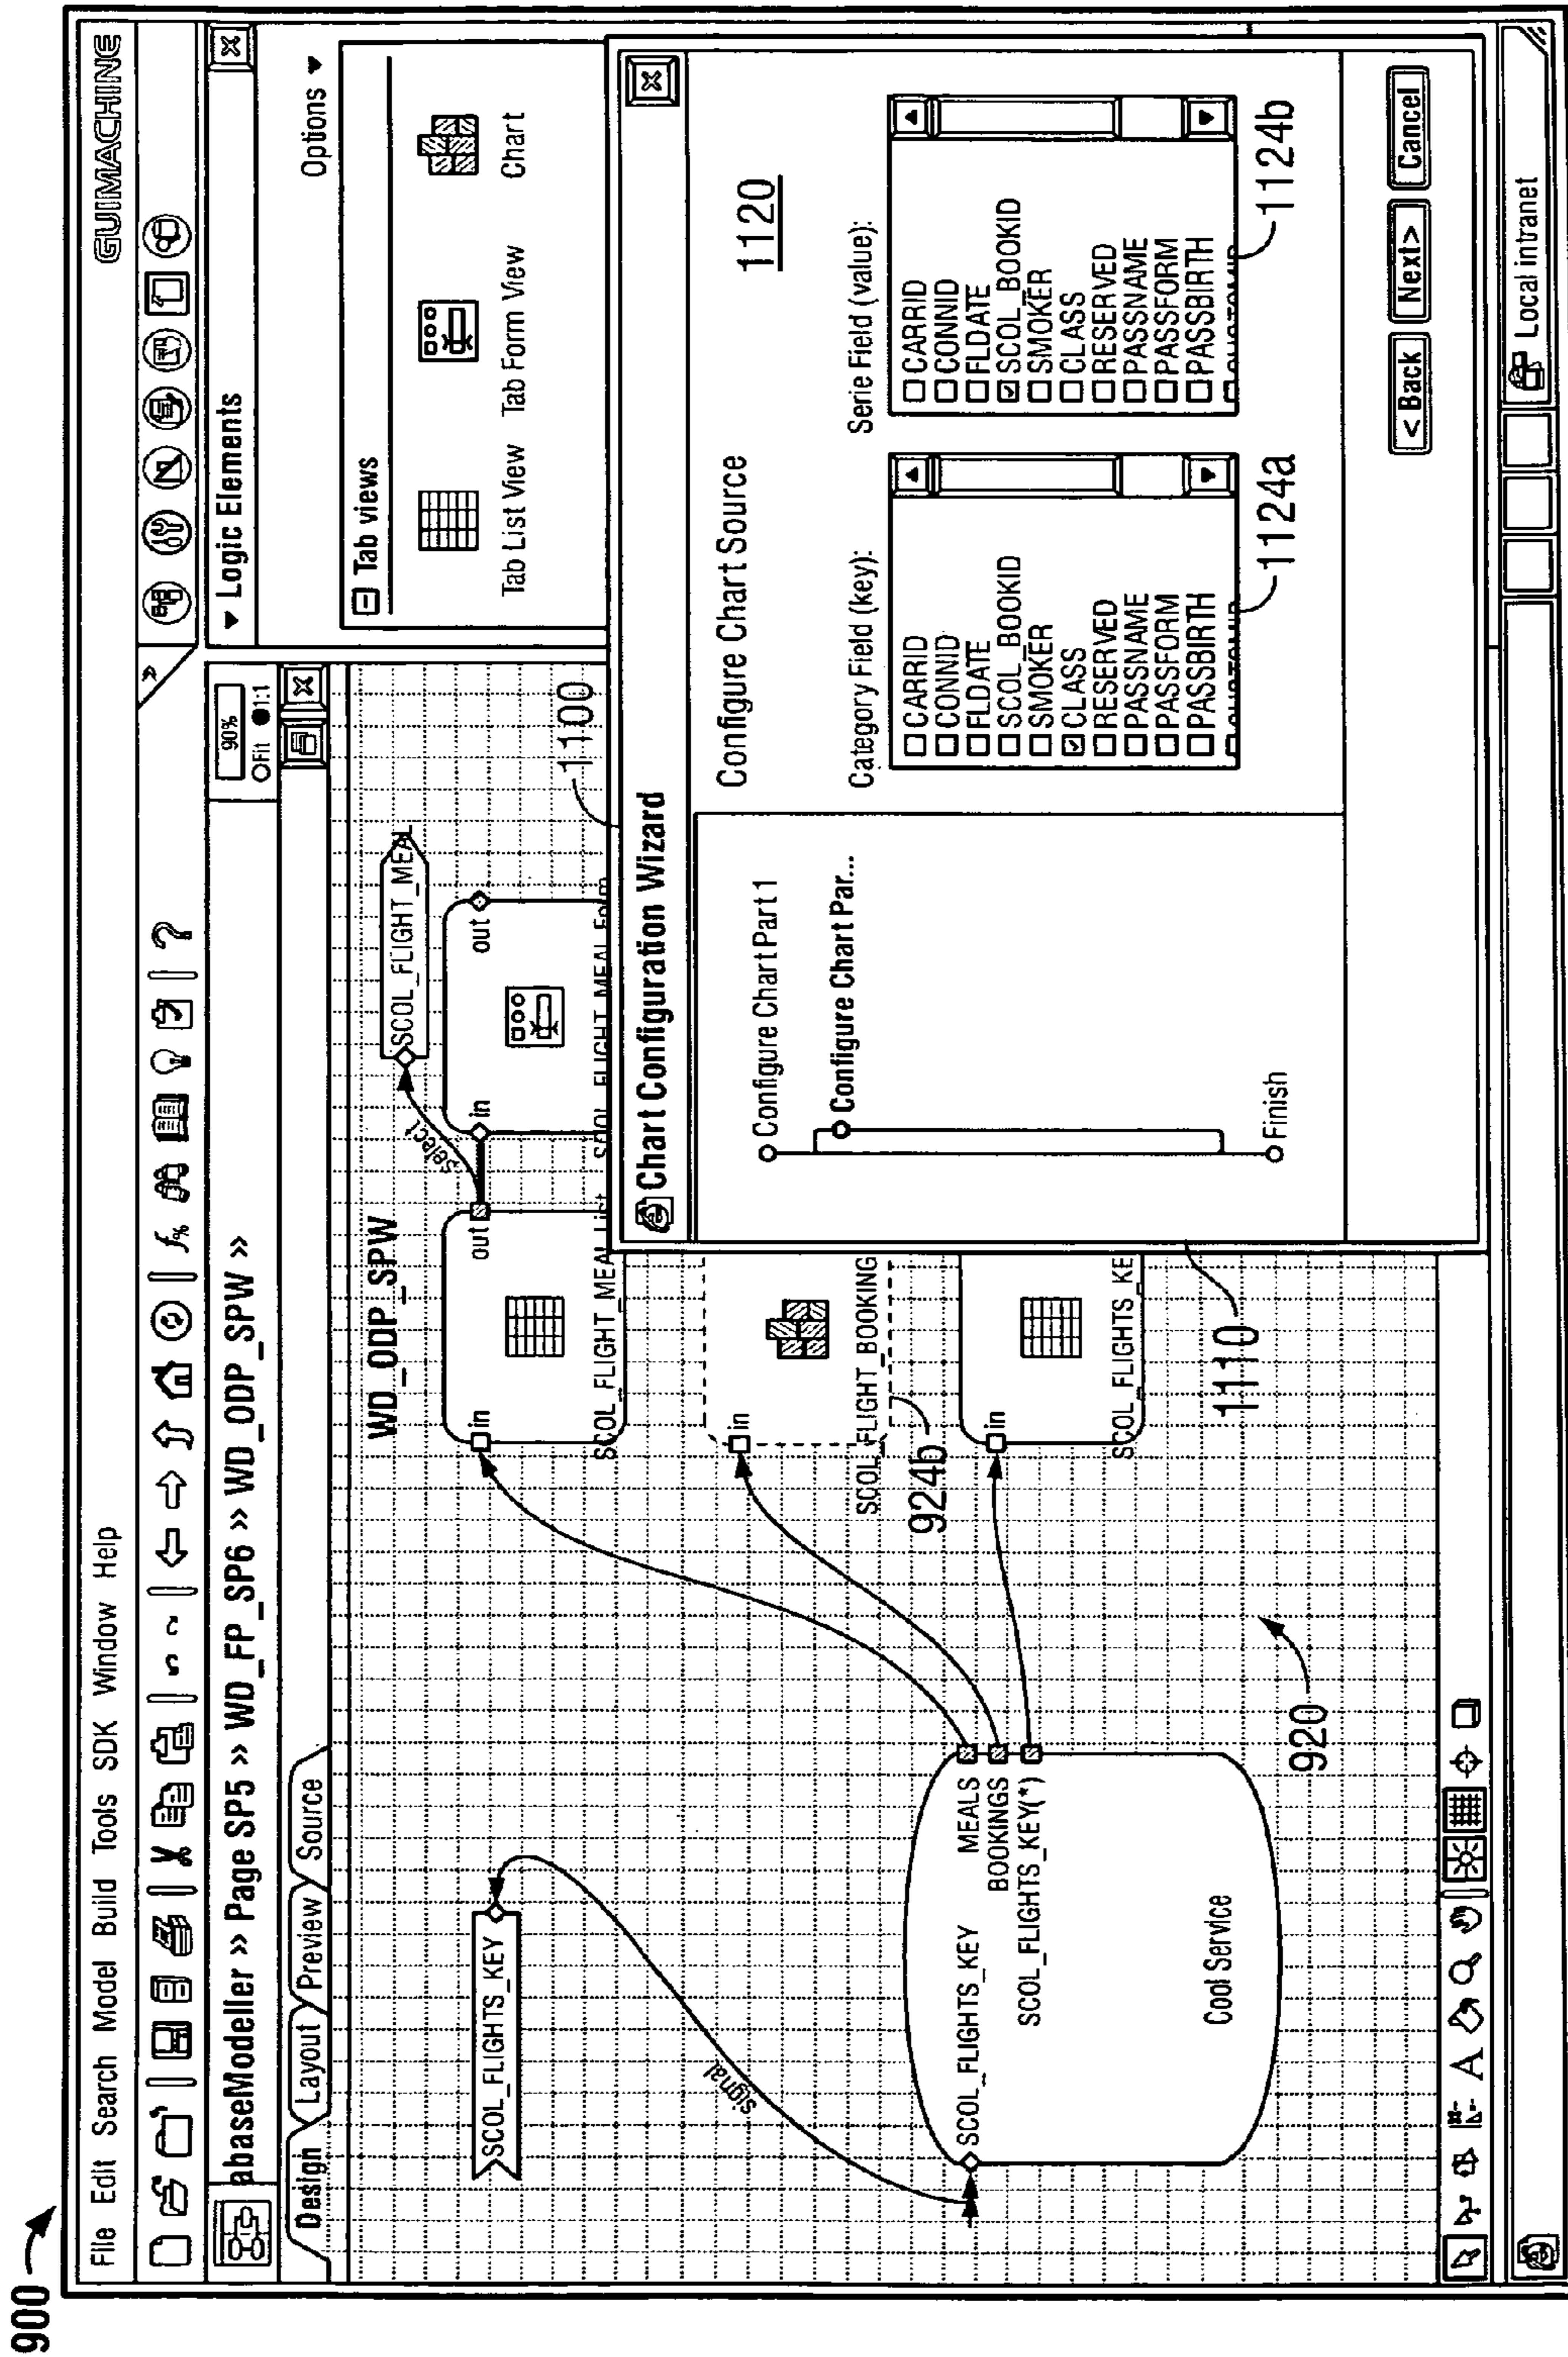 900
File Edit Search Model Build Tools SDK Window Help
GUIMACHINE
abaseModeller » Page SP5 » WD_FP_SP6 » WD_ODP_SPW »
90%
Fit 1:1
Design Layout Preview Source
Logic Elements
Options
Tab views
Tab List View Tab Form View Chart
WD_ODP_SPW
SCOL_FLIGHTS_KEY
signal
SCOL_FLIGHTS_KEY
MEALS
BOOKINGS
SCOL_FLIGHTS_KEY(*)
Cool Service
in
out
SCOL_FLIGHT_MEAL List
select
SCOL_FLIGHT_MEAL
in
out
SCOL_FLIGHT_MEAL Form
in
SCOL_FLIGHT_BOOKING
924b
in
SCOL_FLIGHTS_KE
920
1110
1100
Chart Configuration Wizard
Configure Chart Part 1
Configure Chart Par...
Finish
Configure Chart Source
1120
Category Field (key):
CARRID
CONNID
FLDATE
SCOL_BOOKID
SMOKER
CLASS
RESERVED
PASSNAME
PASSFORM
PASSBIRTH
1124a
Serie Field (value):
CARRID
CONNID
FLDATE
SCOL_BOOKID
SMOKER
CLASS
RESERVED
PASSNAME
PASSFORM
PASSBIRTH
1124b
< Back Next> Cancel
Local intranet